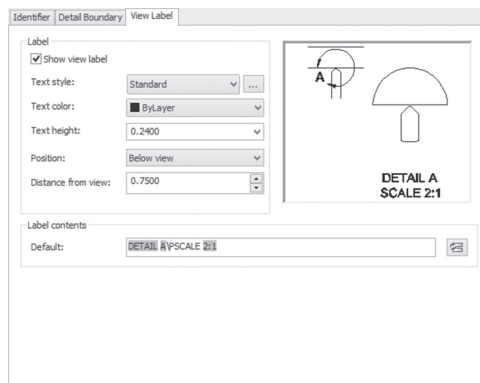 Identifier Detail Boundary View Label
Label
Show view label
Text style: Standard ...
Text color: ByLayer
Text height: 0.2400
Position: Below view
Distance from view: 0.7500
A
DETAIL A
SCALE 2:1
Label contents
Default: DETAIL A\PSCALE 2:1